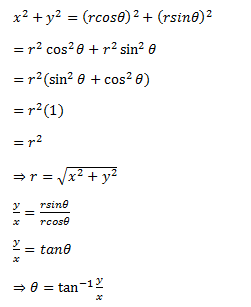 x² + y² = (rcosθ)² + (rsinθ)²
= r² cos² θ + r² sin² θ
= r²(sin² θ + cos² θ)
= r²(1)
= r²
⇒ r = √(x² + y²)
y/x = rsinθ/rcosθ
y/x = tanθ
⇒ θ = tan⁻¹ y/x